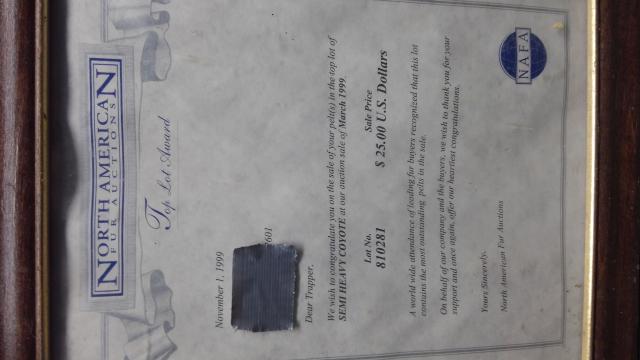 NORTH AMERICAN
FUR AUCTIONS
Top Lot Award
November 1, 1999
Dear Trapper,
We wish to congratulate you on the sale of your pelt(s) in the top lot of
SEMI HEAVY COYOTE at our auction sale of March 1999.
Lot No. Sale Price
810281 $ 25.00 U.S. Dollars
A world wide attendance of leading fur buyers recognized that this lot
contains the most outstanding pelts in the sale.
On behalf of our company and the buyers, we wish to thank you for your
support and once again, offer our heartiest congratulations.
Yours Sincerely,
North American Fur Auctions
NAFA